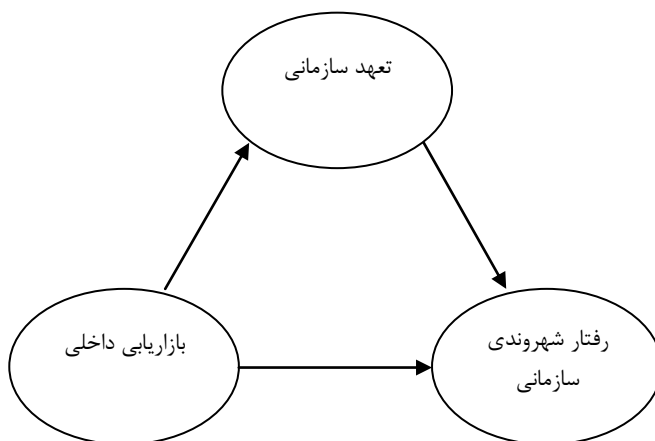 تعهد سازمانی
بازاریابی داخلی
رفتار شهروندی
سازمانی